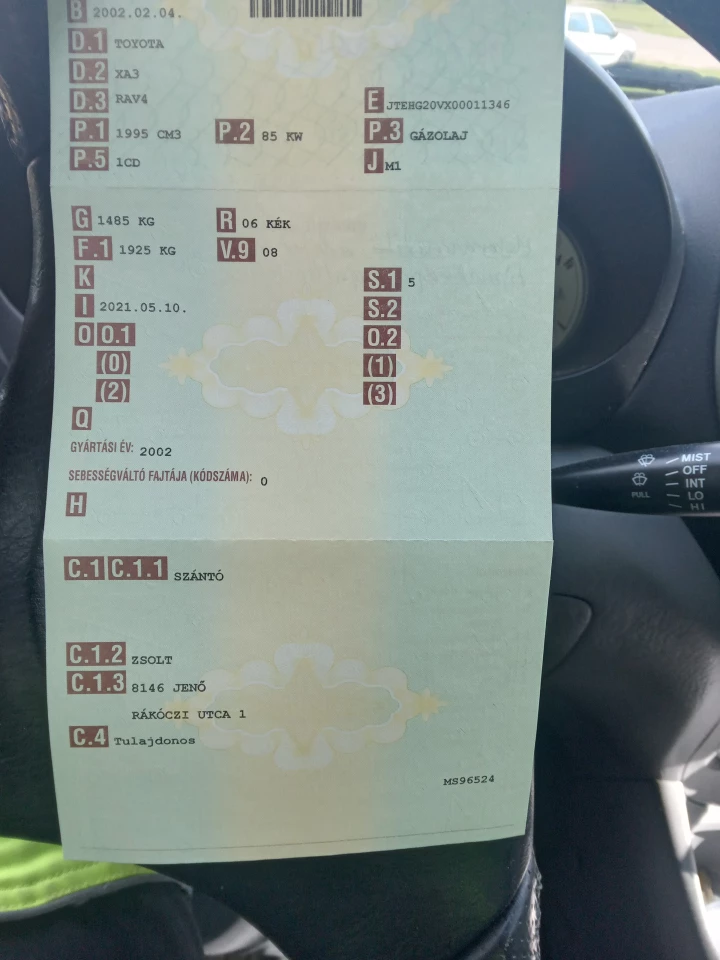 B 2002.02.04.
D.1 TOYOTA
D.2 XA3
D.3 RAV4 E JTEHG20VX00011346
P.1 1995 CM3 P.2 85 KW P.3 GÁZOLAJ
P.5 1CD J M1
G 1485 KG R 06 KÉK
F.1 1925 KG V.9 08
K S.1 5
I 2021.05.10. S.2
O O.1 O.2
(0) (1)
(2) (3)
Q
GYÁRTÁSI ÉV: 2002
SEBESSÉGVÁLTÓ FAJTÁJA (KÓDSZÁMA): 0
H
C.1 C.1.1 SZÁNTÓ
C.1.2 ZSOLT
C.1.3 8146 JENŐ
RÁKÓCZI UTCA 1
C.4 Tulajdonos
MS96524
MIST
OFF
INT
PULL LO
HI